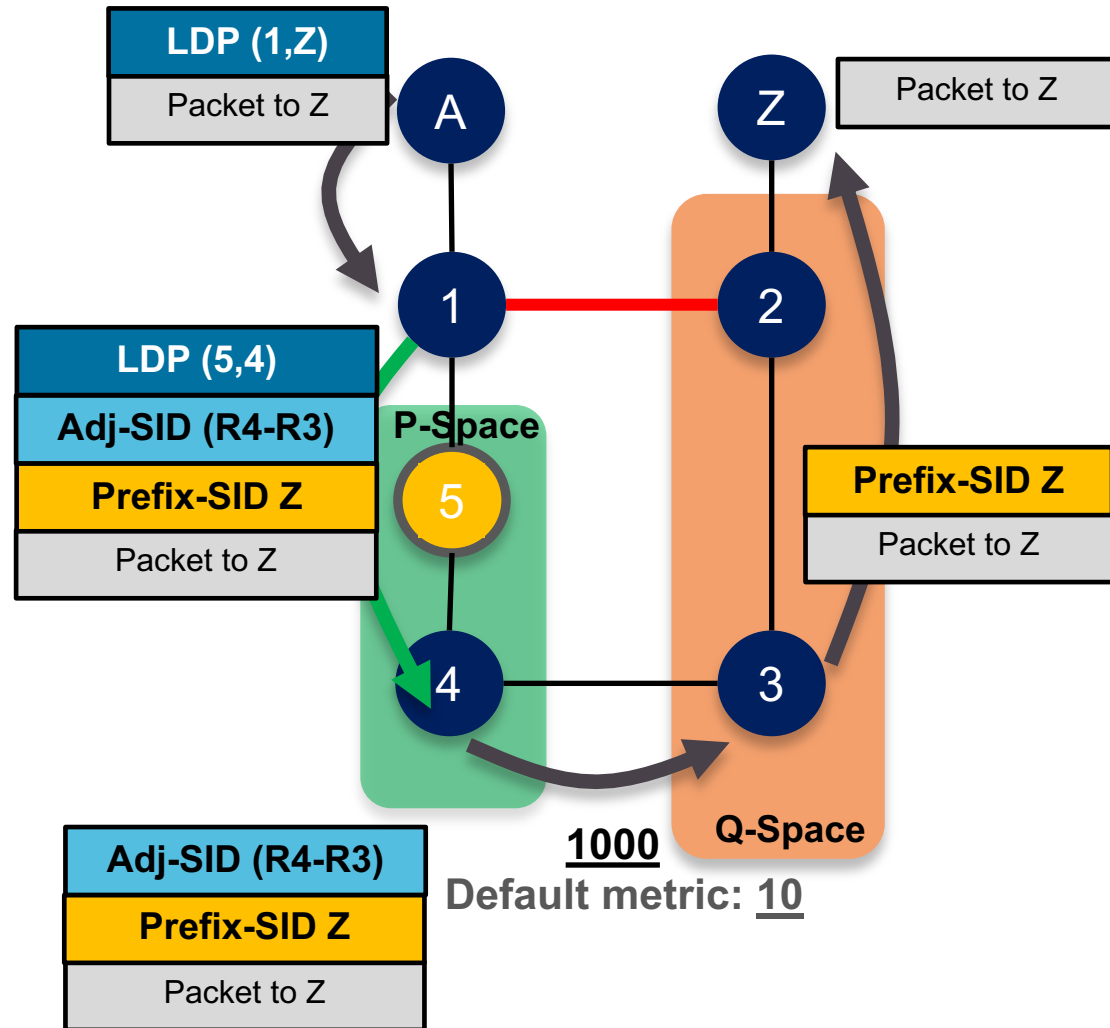 LDP (1,Z)
Packet to Z
A
Z
Packet to Z
1
2
LDP (5,4)
Adj-SID (R4-R3)
Prefix-SID Z
Packet to Z
P-Space
5
Prefix-SID Z
Packet to Z
4
3
1000
Q-Space
Default metric: 10
Adj-SID (R4-R3)
Prefix-SID Z
Packet to Z